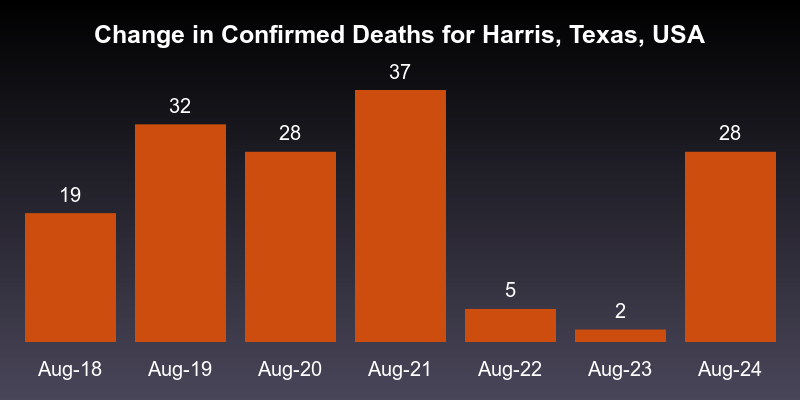 Change in Confirmed Deaths for Harris, Texas, USA
19
32
28
37
5
2
28
Aug-18
Aug-19
Aug-20
Aug-21
Aug-22
Aug-23
Aug-24